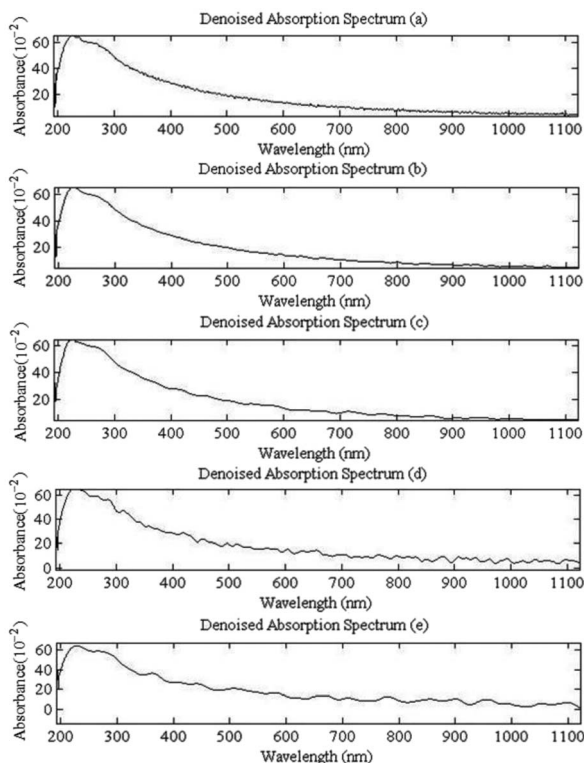 Denoised Absorption Spectrum (a)
Absorbance(10⁻²)
60
40
20
200 300 400 500 600 700 800 900 1000 1100
Wavelength (nm)
Denoised Absorption Spectrum (b)
Absorbance(10⁻²)
60
40
20
200 300 400 500 600 700 800 900 1000 1100
Wavelength (nm)
Denoised Absorption Spectrum (c)
Absorbance(10⁻²)
60
40
20
200 300 400 500 600 700 800 900 1000 1100
Wavelength (nm)
Denoised Absorption Spectrum (d)
Absorbance(10⁻²)
60
40
20
0
200 300 400 500 600 700 800 900 1000 1100
Wavelength (nm)
Denoised Absorption Spectrum (e)
Absorbance(10⁻²)
60
40
20
0
200 300 400 500 600 700 800 900 1000 1100
Wavelength (nm)